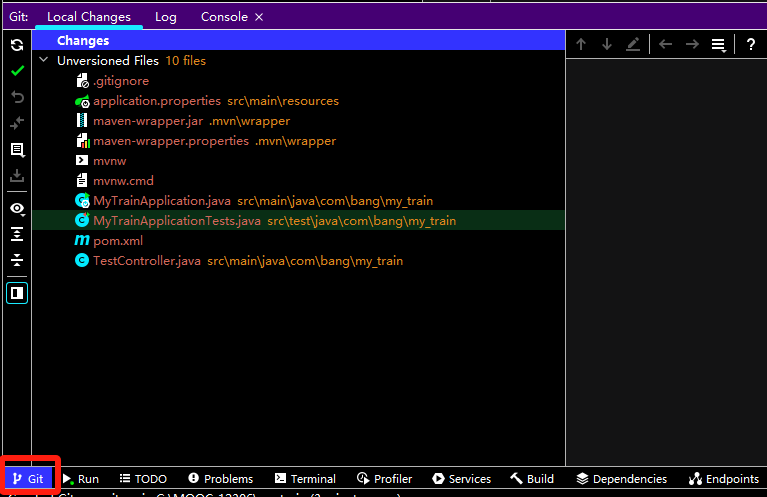 Git: Local Changes Log Console
Changes
Unversioned Files 10 files
.gitignore
application.properties src\main\resources
maven-wrapper.jar .mvn\wrapper
maven-wrapper.properties .mvn\wrapper
mvnw
mvnw.cmd
MyTrainApplication.java src\main\java\com\bang\my_train
MyTrainApplicationTests.java src\test\java\com\bang\my_train
pom.xml
TestController.java src\main\java\com\bang\my_train
Git Run TODO Problems Terminal Profiler Services Build Dependencies Endpoints